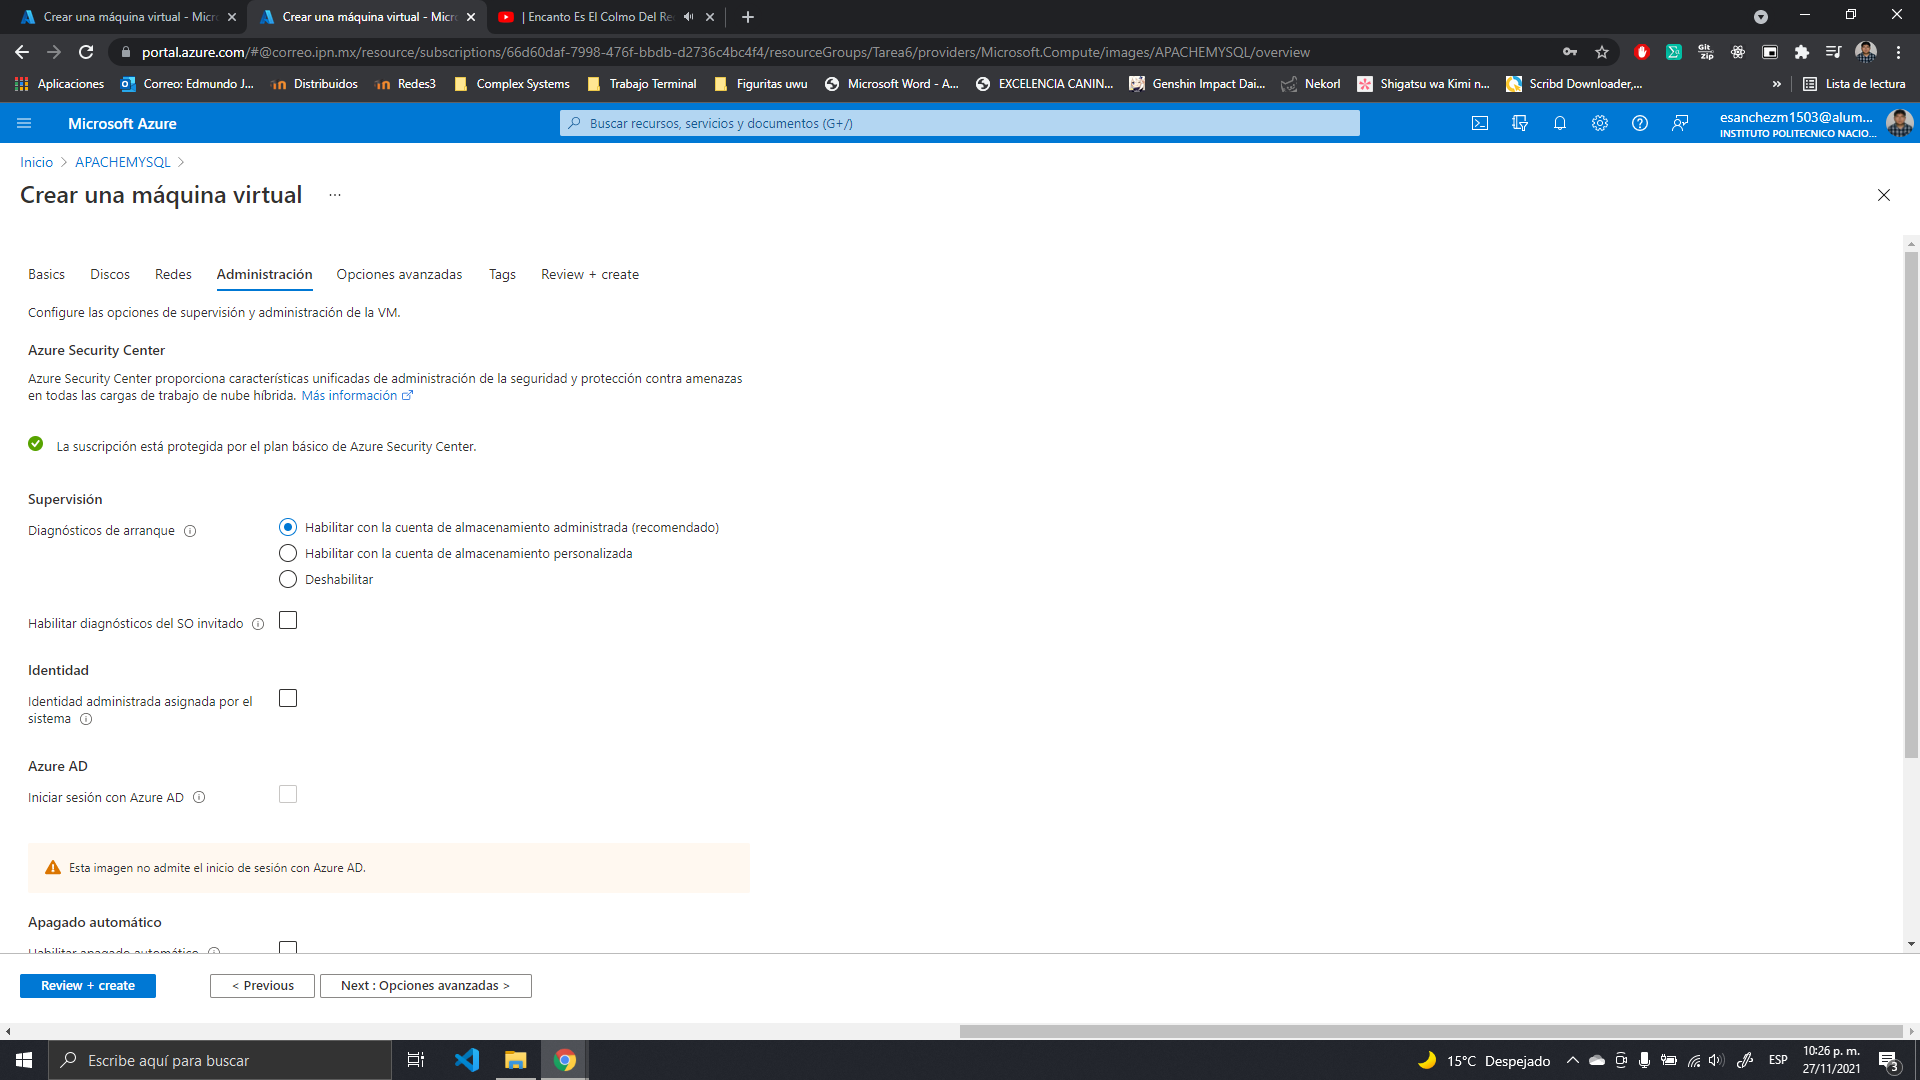 Crear una máquina virtual - Micro
Crear una máquina virtual - Micro
| Encanto Es El Colmo Del Re
portal.azure.com/#@correo.ipn.mx/resource/subscriptions/66d60daf-7998-476f-bbdb-d2736c4bc4f4/resourceGroups/Tarea6/providers/Microsoft.Compute/images/APACHEMYSQL/overview
Git zip
Aplicaciones
Correo: Edmundo J...
Distribuidos
Redes3
Complex Systems
Trabajo Terminal
Figuritas uwu
Microsoft Word - A...
EXCELENCIA CANIN...
Genshin Impact Dai...
Nekorl
Shigatsu wa Kimi n...
Scribd Downloader,...
»
Lista de lectura
Microsoft Azure
Buscar recursos, servicios y documentos (G+/)
esanchezm1503@alum...
INSTITUTO POLITECNICO NACIO...
Inicio > APACHEMYSQL >
Crear una máquina virtual ...
Basics Discos Redes Administración Opciones avanzadas Tags Review + create
Configure las opciones de supervisión y administración de la VM.
Azure Security Center
Azure Security Center proporciona características unificadas de administración de la seguridad y protección contra amenazas
en todas las cargas de trabajo de nube híbrida. Más información
La suscripción está protegida por el plan básico de Azure Security Center.
Supervisión
Diagnósticos de arranque
Habilitar con la cuenta de almacenamiento administrada (recomendado)
Habilitar con la cuenta de almacenamiento personalizada
Deshabilitar
Habilitar diagnósticos del SO invitado
Identidad
Identidad administrada asignada por el
sistema
Azure AD
Iniciar sesión con Azure AD
Esta imagen no admite el inicio de sesión con Azure AD.
Apagado automático
Habilitar apagado automático
Review + create
< Previous
Next : Opciones avanzadas >
Escribe aquí para buscar
15°C Despejado
ESP
10:26 p. m.
27/11/2021
3